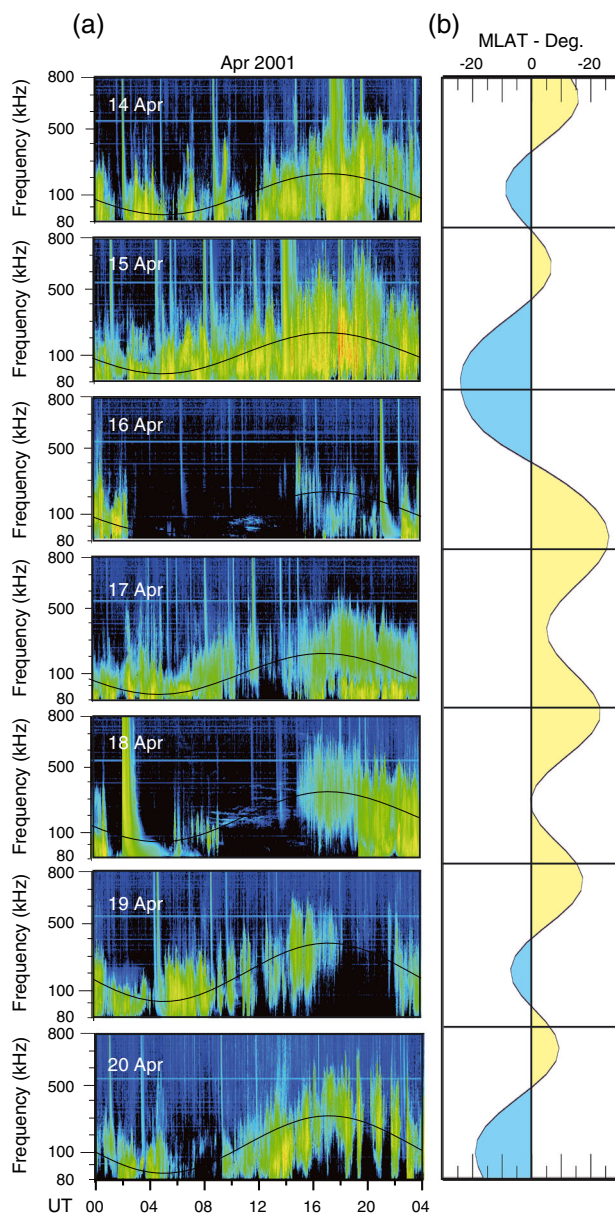 (a)
(b)
MLAT - Deg.
Apr 2001
-20 0 -20
Frequency (kHz)
800
500
100
80
14 Apr
Frequency (kHz)
800
500
100
80
15 Apr
Frequency (kHz)
800
500
100
80
16 Apr
Frequency (kHz)
800
500
100
80
17 Apr
Frequency (kHz)
800
500
100
80
18 Apr
Frequency (kHz)
800
500
100
80
19 Apr
Frequency (kHz)
800
500
100
80
20 Apr
UT 00 04 08 12 16 20 04